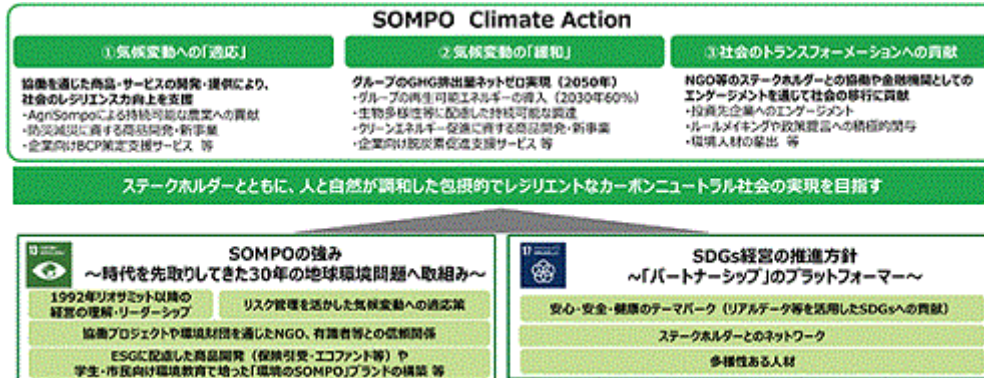 SOMPO Climate Action
①気候変動への「適応」
協働を通じた商品・サービスの開発・提供により、
社会のレジリエンス力向上を支援
・AgriSompoによる持続可能な農業への貢献
・防災減災に資する商品開発・新事業
・企業向けBCP策定支援サービス 等
②気候変動の「緩和」
グループのGHG排出量ネットゼロ実現（2050年）
・グループの再生可能エネルギーの導入（2030年60%）
・生物多様性等に配慮した持続可能な調達
・クリーンエネルギー促進に資する商品開発・新事業
・企業向け脱炭素促進支援サービス 等
③社会のトランスフォーメーションへの貢献
NGO等のステークホルダーとの協働や金融機関としての
エンゲージメントを通じて社会の移行に貢献
・投資先企業へのエンゲージメント
・ルールメイキングや政策提言への積極的関与
・環境人材の輩出 等
ステークホルダーとともに、人と自然が調和した包摂的でレジリエントなカーボンニュートラル社会の実現を目指す
13
SOMPOの強み
～時代を先取りしてきた30年の地球環境問題へ取組み～
1992年リオサミット以降の
経営の理解・リーダーシップ
リスク管理を活かした気候変動への適応策
協働プロジェクトや環境財団を通じたNGO、有識者等との信頼関係
ESGに配慮した商品開発（保険引受・エコファンド等）や
学生・市民向け環境教育で培った「環境のSOMPO」ブランドの構築 等
17
SDGs経営の推進方針
～「パートナーシップ」のプラットフォーマー～
安心・安全・健康のテーマパーク（リアルデータ等を活用したSDGsへの貢献）
ステークホルダーとのネットワーク
多様性ある人材